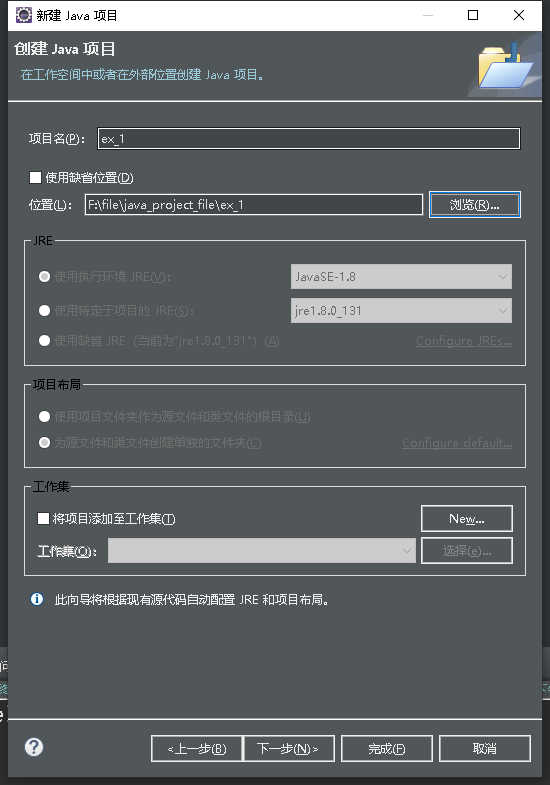 新建 Java 项目
创建 Java 项目
在工作空间中或者在外部位置创建 Java 项目。
项目名(P)： ex_1
使用缺省位置(D)
位置(L)： F:\file\java_project_file\ex_1 浏览(R)...
JRE
使用执行环境 JRE(V)： JavaSE-1.8
使用特定于项目的 JRE(S)： jre1.8.0_131
使用缺省 JRE（当前为“jre1.8.0_131”）(A) Configure JREs...
项目布局
使用项目文件夹作为源文件和类文件的根目录(U)
为源文件和类文件创建单独的文件夹(C) Configure default...
工作集
将项目添加至工作集(T) New...
工作集(O)： 选择(e)...
此向导将根据现有源代码自动配置 JRE 和项目布局。
? <上一步(B) 下一步(N)> 完成(F) 取消